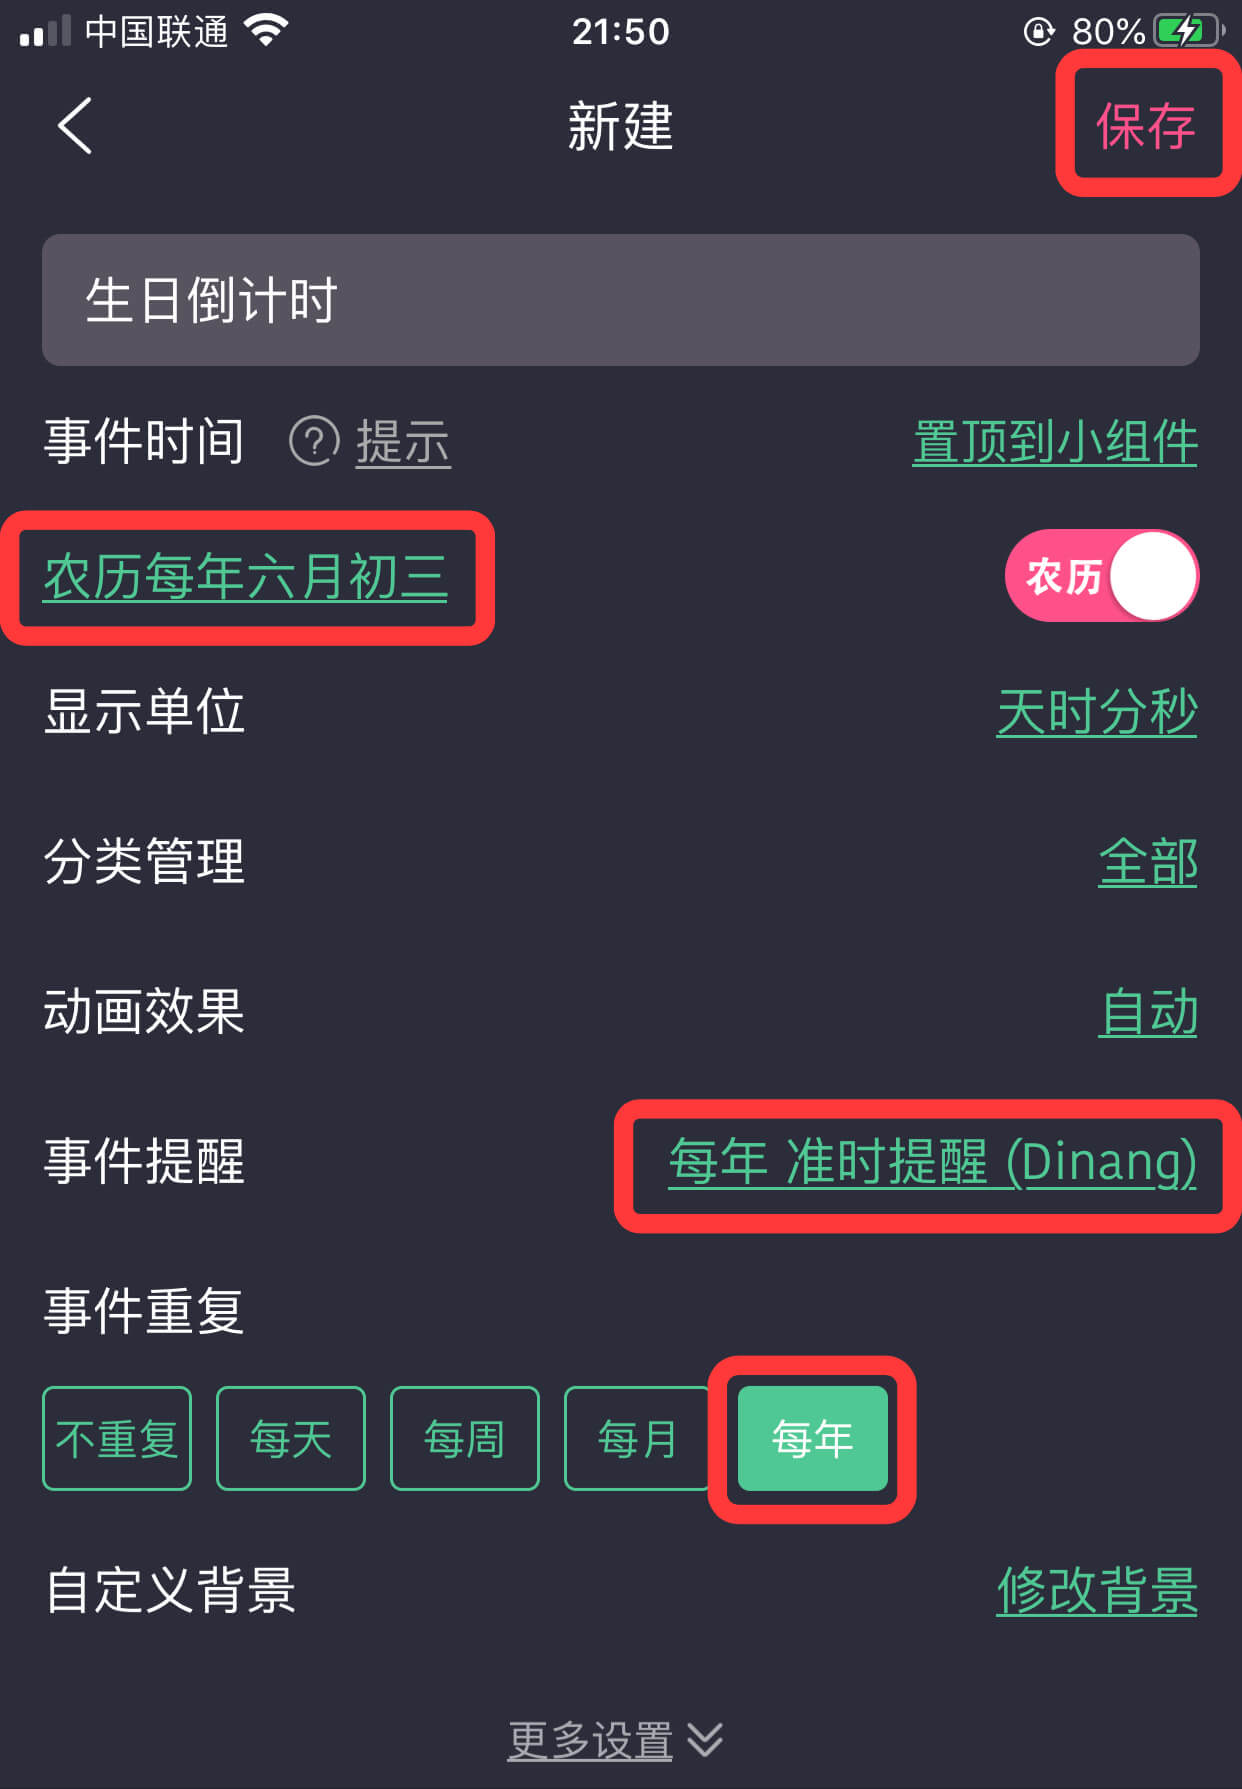 中国联通 21:50 80%
新建 保存
生日倒计时
事件时间 ? 提示 置顶到小组件
农历每年六月初三 农历
显示单位 天时分秒
分类管理 全部
动画效果 自动
事件提醒 每年 准时提醒 (Dinang)
事件重复
不重复 每天 每周 每月 每年
自定义背景 修改背景
更多设置